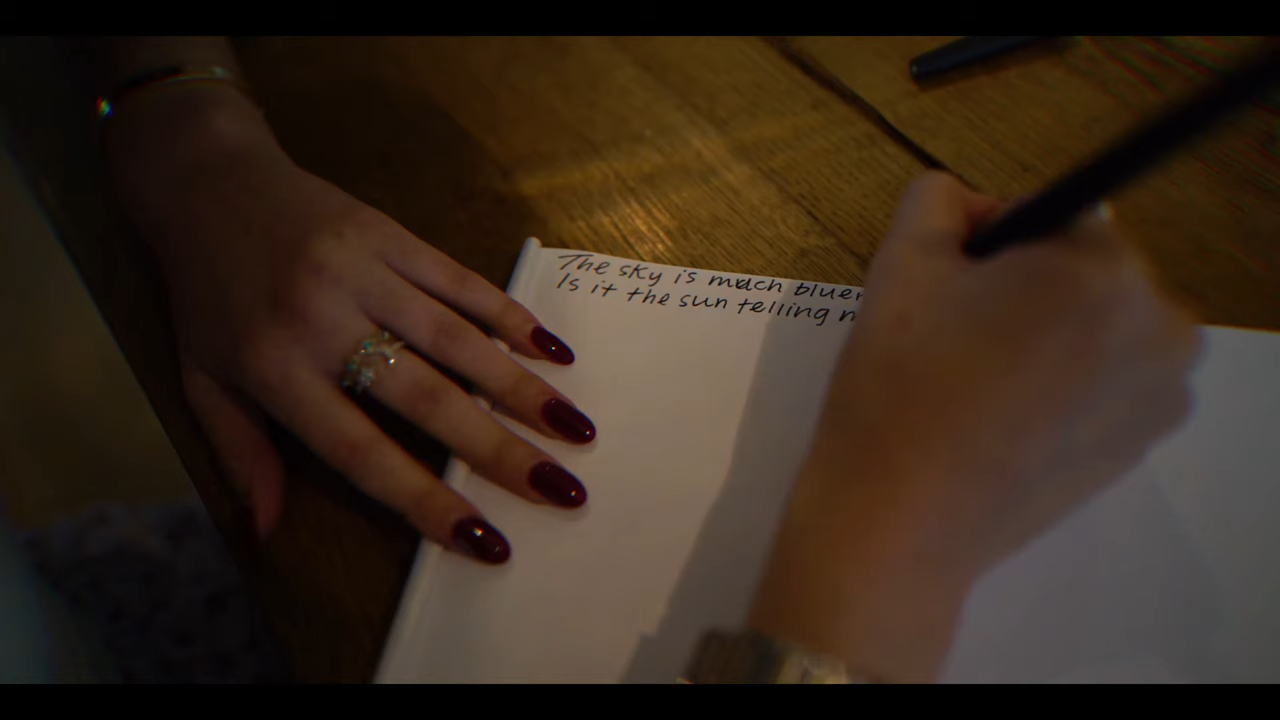 The sky is much bluer
Is it the sun telling